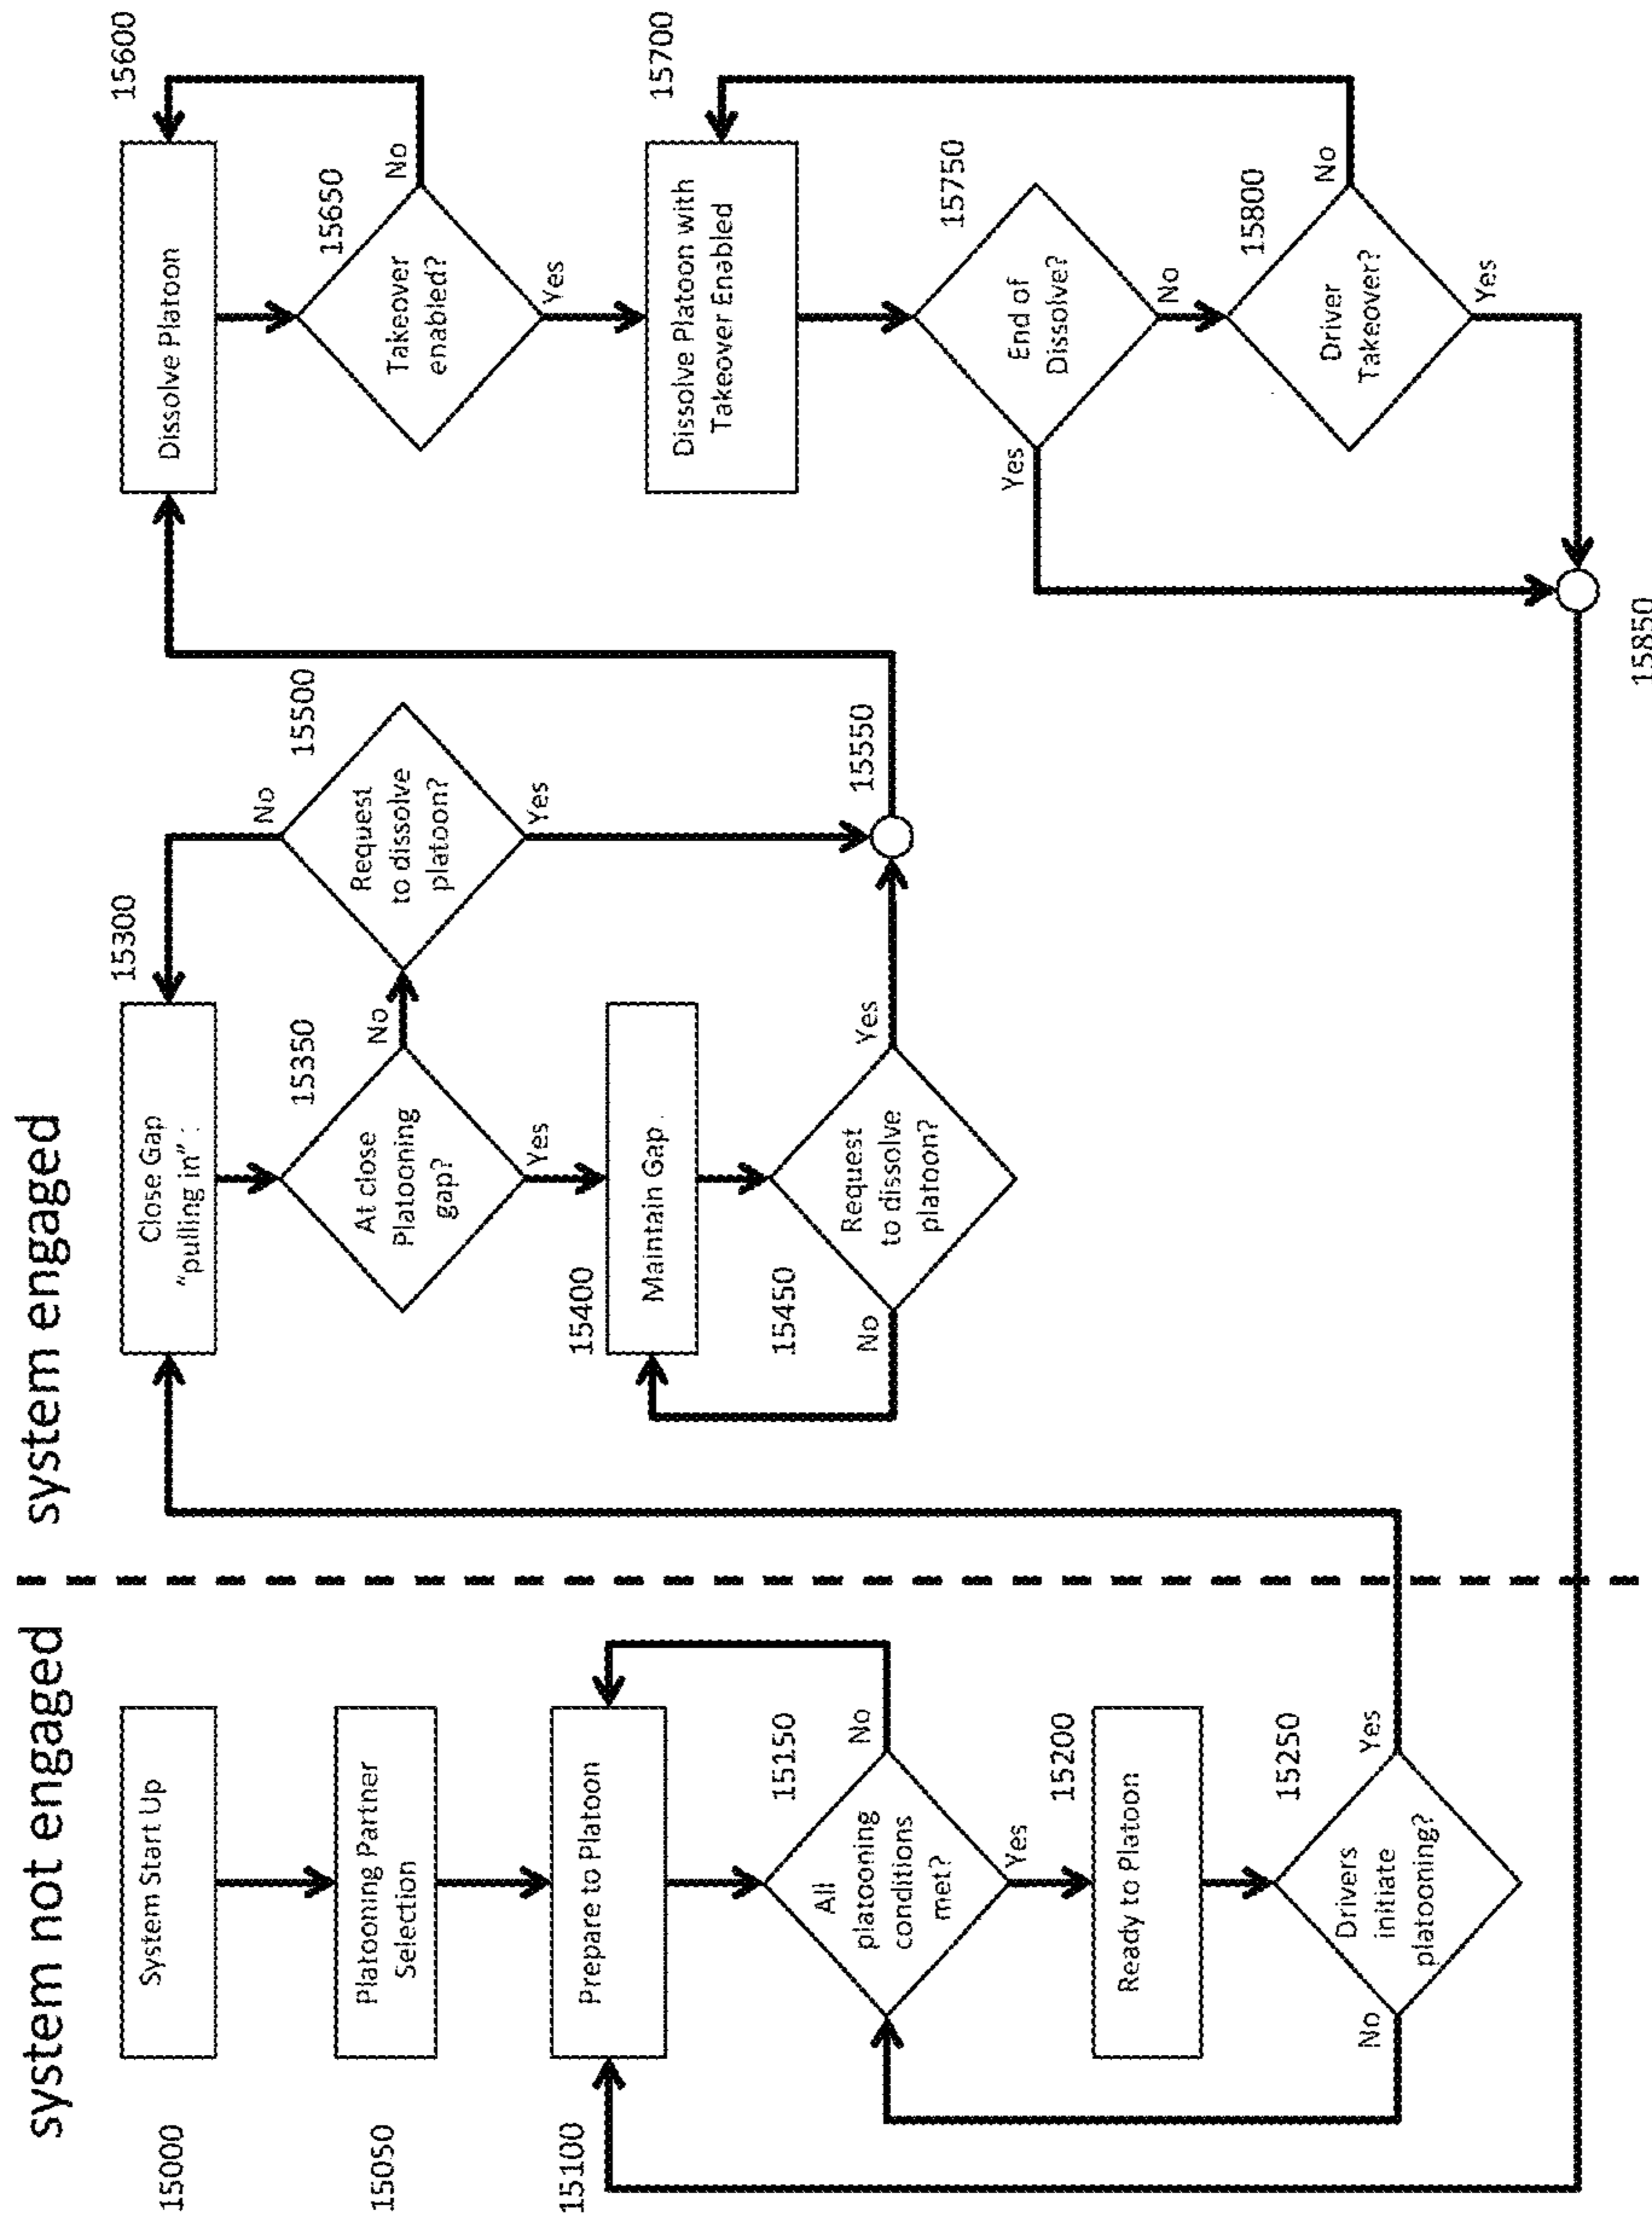 system not engaged
system engaged
15000
System Start Up
15050
Platooning Partner
Selection
15100
Prepare to Platoon
15150
All
platooning
conditions
met?
No
Yes
15200
Ready to Platoon
15250
Drivers
initiate
platooning?
No
Yes
15300
Close Gap
"pulling in" :
15350
At close
Platooning
gap?
No
Yes
15500
Request
to dissolve
platoon?
No
Yes
15400
Maintain Gap
15450
Request
to dissolve
platoon?
No
Yes
15550
15600
Dissolve Platoon
15650
Takeover
enabled?
No
Yes
15700
Dissolve Platoon with
Takeover Enabled
15750
End of
Dissolve?
Yes
No
15800
Driver
Takeover?
No
Yes
15850